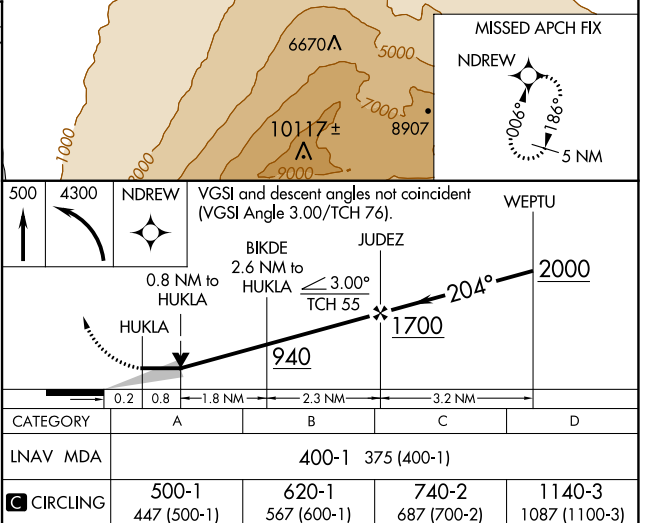 MISSED APCH FIX
NDREW
006°
186°
5 NM
6670
5000
7000
10117 ±
8907
9000
1000
500
4300
NDREW
VGSI and descent angles not coincident
(VGSI Angle 3.00/TCH 76).
WEPTU
JUDEZ
BIKDE
2.6 NM to
HUKLA
3.00°
TCH 55
0.8 NM to
HUKLA
HUKLA
204°
2000
1700
940
0.2 0.8 1.8 NM 2.3 NM 3.2 NM
CATEGORY A B C D
LNAV MDA 400-1 375 (400-1)
C CIRCLING 500-1 620-1 740-2 1140-3
447 (500-1) 567 (600-1) 687 (700-2) 1087 (1100-3)